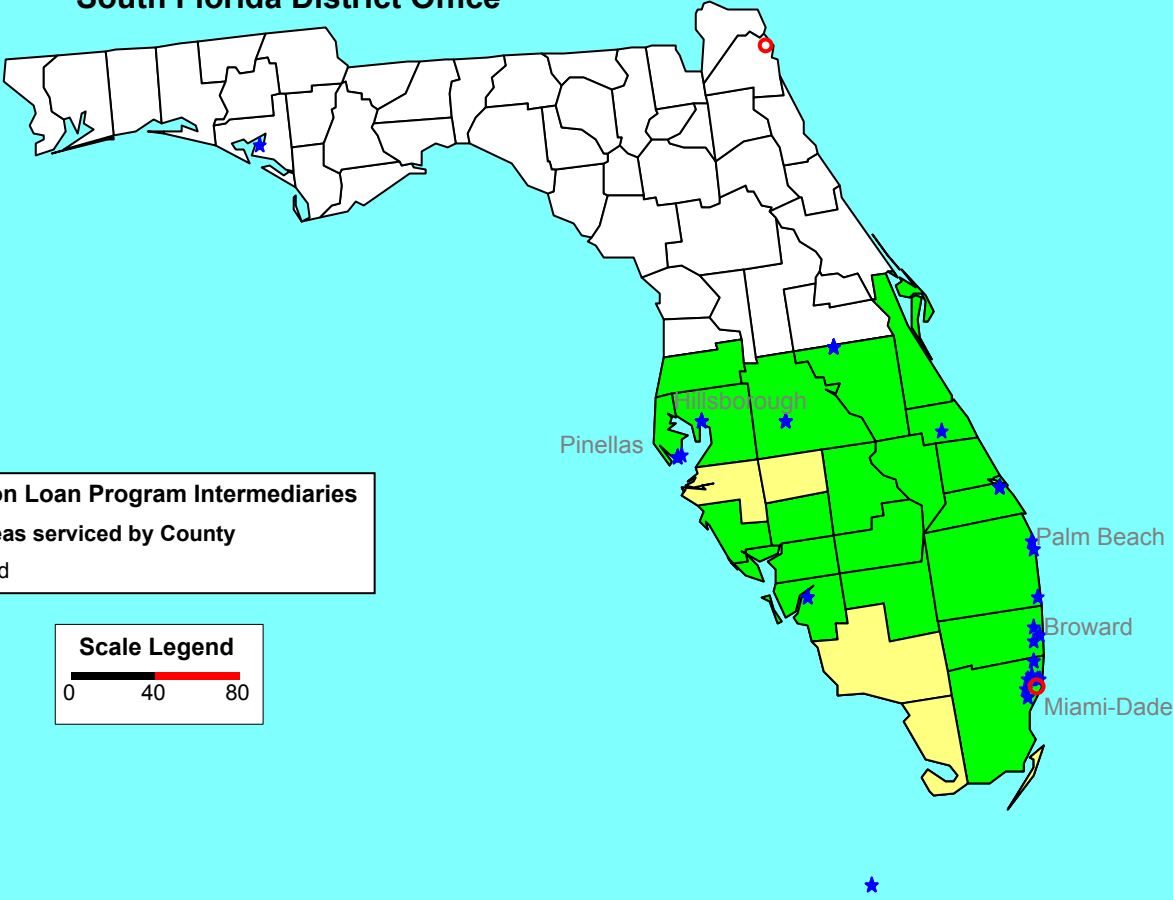 South Florida District Office
Hillsborough
Pinellas
on Loan Program Intermediaries
eas serviced by County
d
Palm Beach
Broward
Scale Legend
0 40 80
Miami-Dade